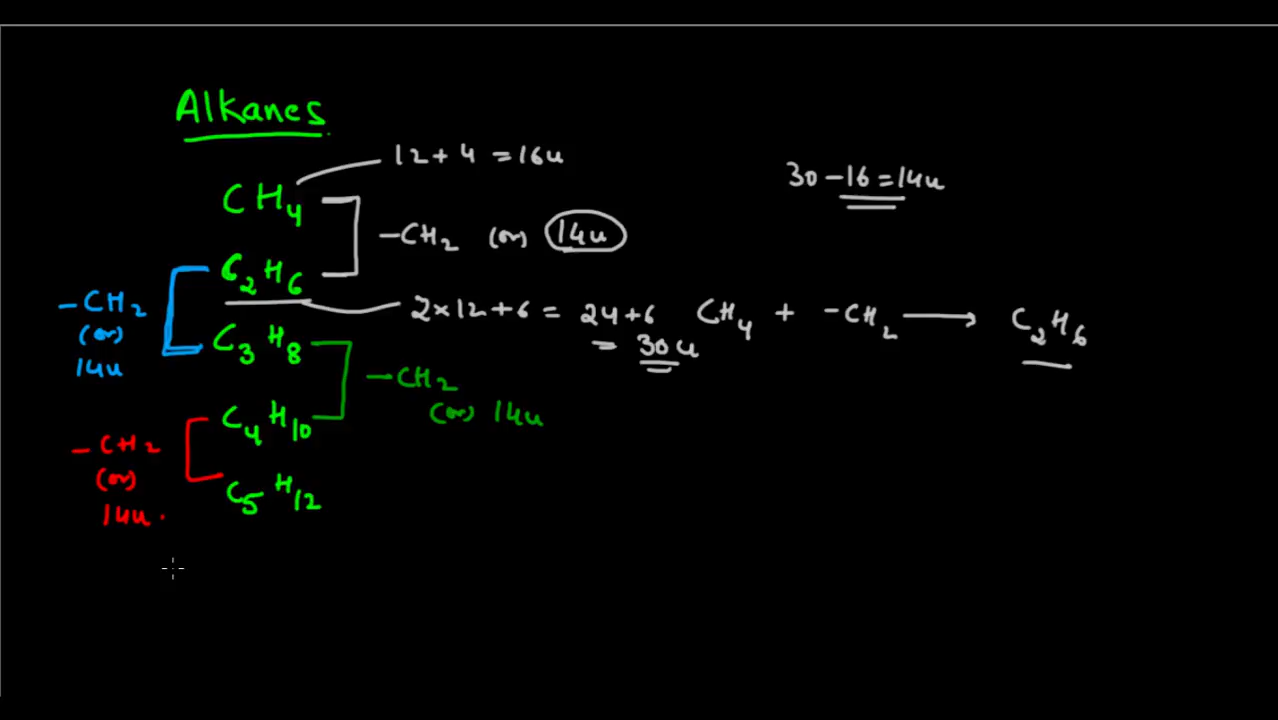 Alkanes
CH4
12+4 =16u
30-16=14u
-CH2 (or) 14u
C2H6
-CH2
(or)
14u
2×12+6 = 24+6
= 30u
CH4 + -CH2 → C2H6
C3H8
-CH2
(or) 14u
C4H10
-CH2
(or)
14u.
C5H12